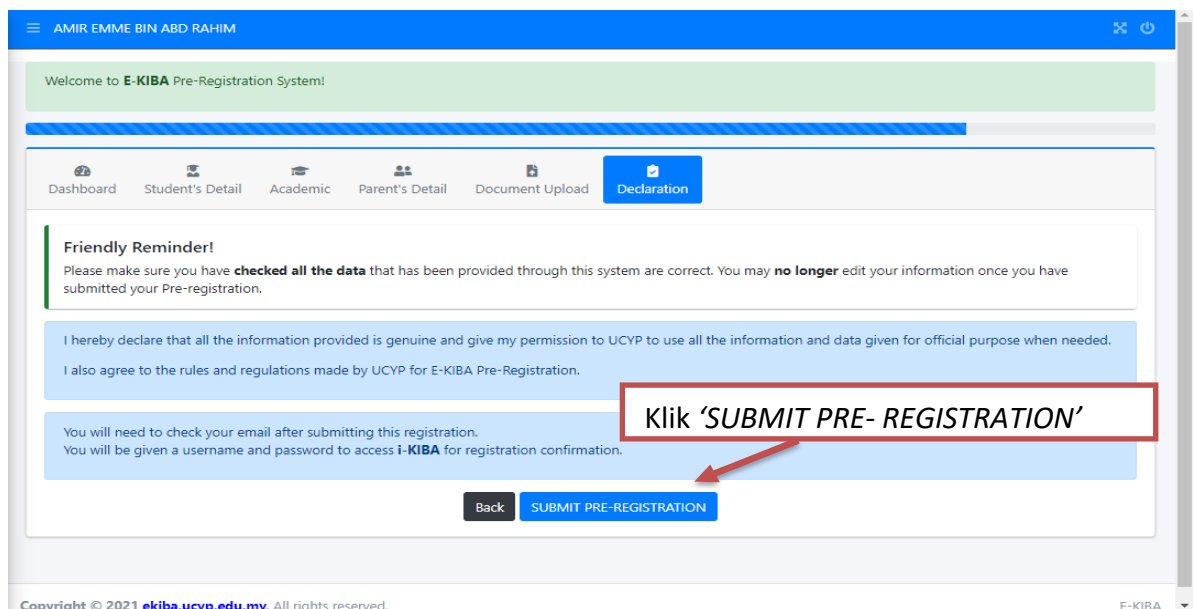 AMIR EMME BIN ABD RAHIM
Welcome to E-KIBA Pre-Registration System!
Dashboard Student's Detail Academic Parent's Detail Document Upload Declaration
Friendly Reminder!
Please make sure you have checked all the data that has been provided through this system are correct. You may no longer edit your information once you have
submitted your Pre-registration.
I hereby declare that all the information provided is genuine and give my permission to UCYP to use all the information and data given for official purpose when needed.
I also agree to the rules and regulations made by UCYP for E-KIBA Pre-Registration.
Klik 'SUBMIT PRE- REGISTRATION'
You will need to check your email after submitting this registration.
You will be given a username and password to access i-KIBA for registration confirmation.
Back SUBMIT PRE-REGISTRATION
Copyright © 2021 ekiba.ucyp.edu.my. All rights reserved. E-KIBA